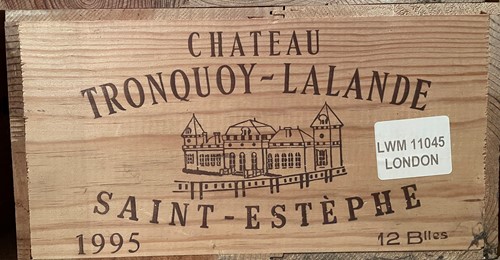 CHATEAU
TRONQUOY-LALANDE
LWM 11045
LONDON
SAINT-ESTÈPHE
1995
12 Blles